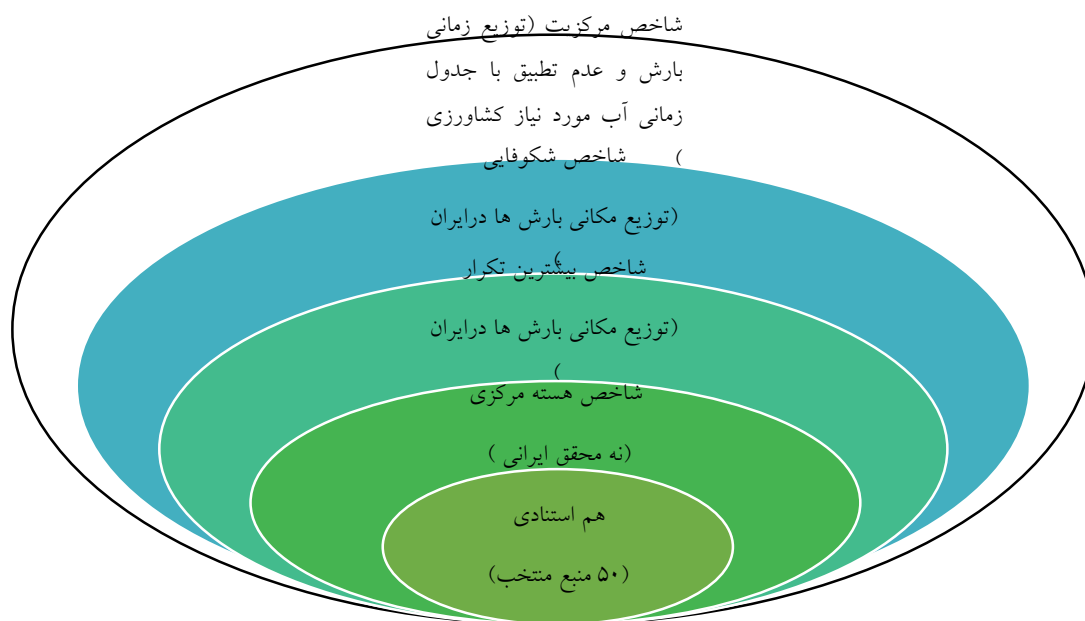 شاخص مرکزیت (توزیع زمانی
بارش و عدم تطبیق با جدول
زمانی آب مورد نیاز کشاورزی
) شاخص شکوفایی
(توزیع مکانی بارش ها درایران
)
شاخص بیشترین تکرار
(توزیع مکانی بارش ها درایران
)
شاخص هسته مرکزی
(نه محقق ایرانی )
هم استنادی
(۵۰ منبع منتخب)